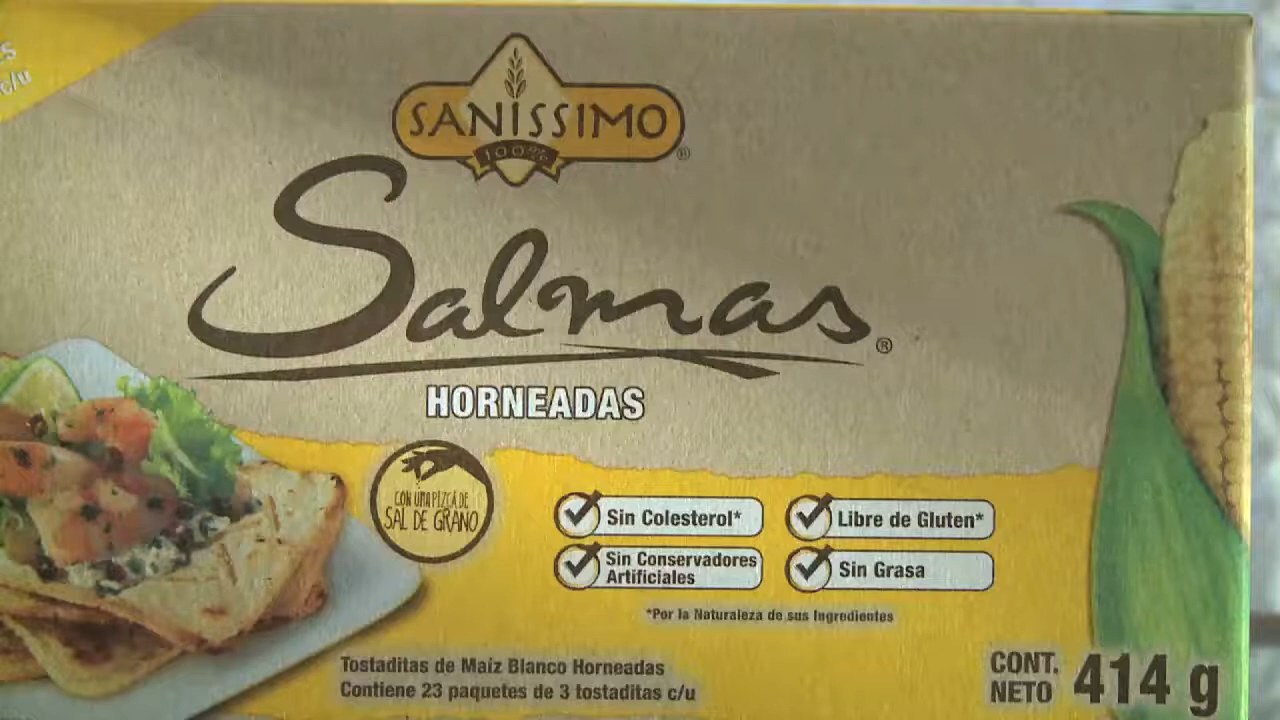 s
c/u
SANÍSSIMO
100%
®
Salmas®
HORNEADAS
CON UNA PIZCA DE
SAL DE GRANO
Sin Colesterol*
Libre de Gluten*
Sin Conservadores
Artificiales
Sin Grasa
*Por la Naturaleza de sus Ingredientes
Tostaditas de Maíz Blanco Horneadas
Contiene 23 paquetes de 3 tostaditas c/u
CONT.
NETO 414 g